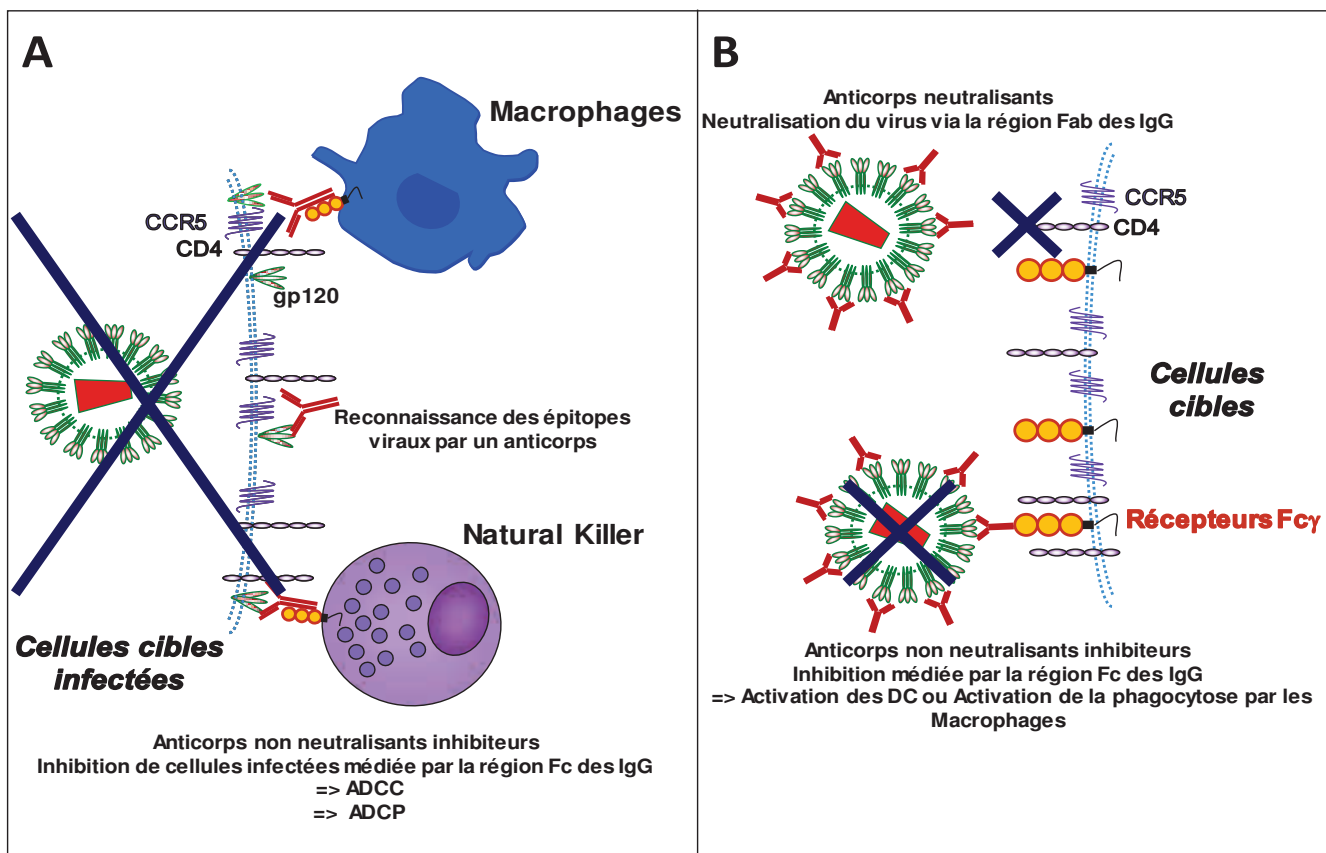 A
Macrophages
CCR5
CD4
gp120
Reconnaissance des épitopes
viraux par un anticorps
Natural Killer
Cellules cibles
infectées
Anticorps non neutralisants inhibiteurs
Inhibition de cellules infectées médiée par la région Fc des IgG
=> ADCC
=> ADCP
B
Anticorps neutralisants
Neutralisation du virus via la région Fab des IgG
CCR5
CD4
Cellules
cibles
Récepteurs Fcγ
Anticorps non neutralisants inhibiteurs
Inhibition médiée par la région Fc des IgG
=> Activation des DC ou Activation de la phagocytose par les
Macrophages